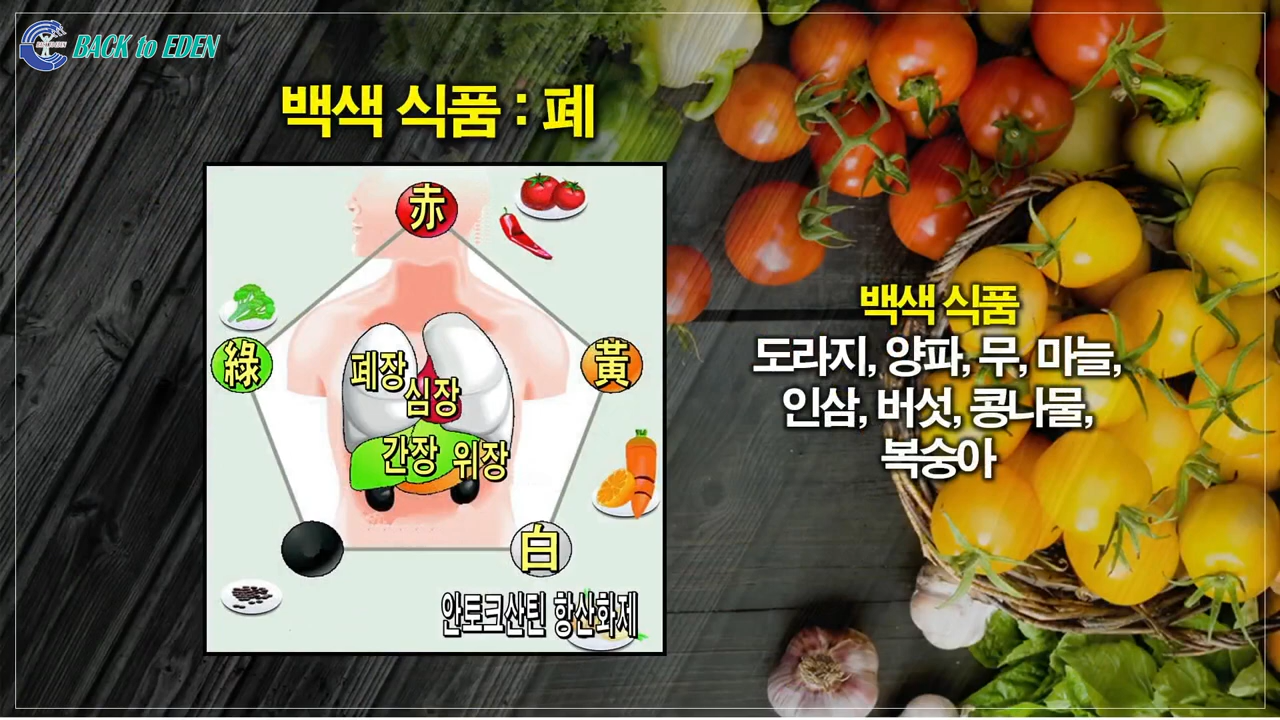 BACK to EDEN
백색 식품 : 폐
赤
綠
黃
폐장
심장
간장
위장
白
안토크산틴 항산화제
백색 식품
도라지, 양파, 무, 마늘,
인삼, 버섯, 콩나물,
복숭아